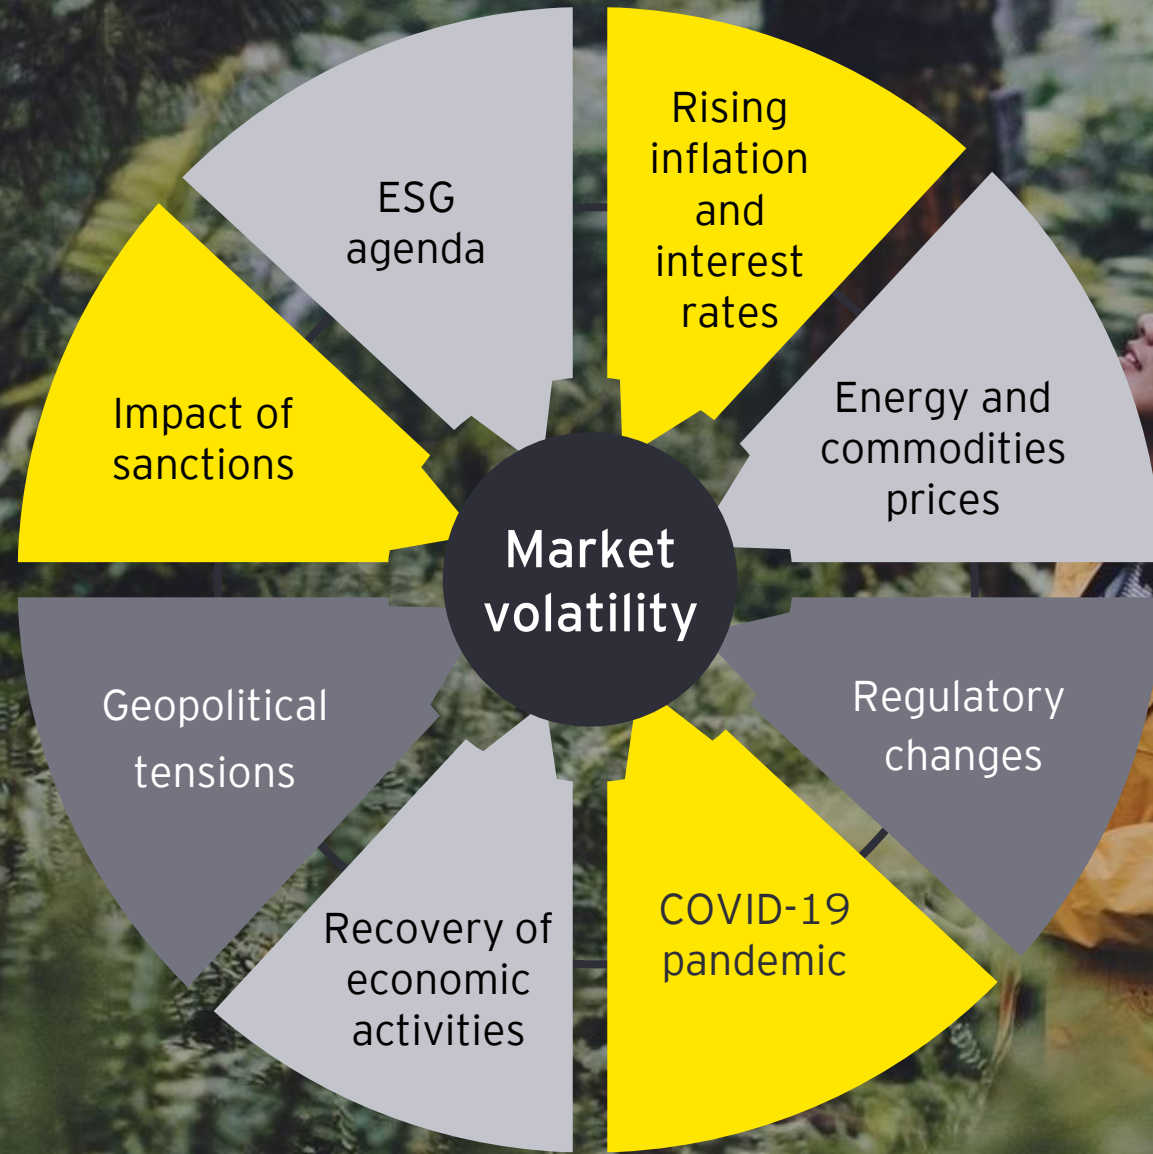 Rising
inflation
and
interest
rates
Energy and
commodities
prices
Regulatory
changes
COVID-19
pandemic
Recovery of
economic
activities
Geopolitical
tensions
Impact of
sanctions
ESG
agenda
Market
volatility